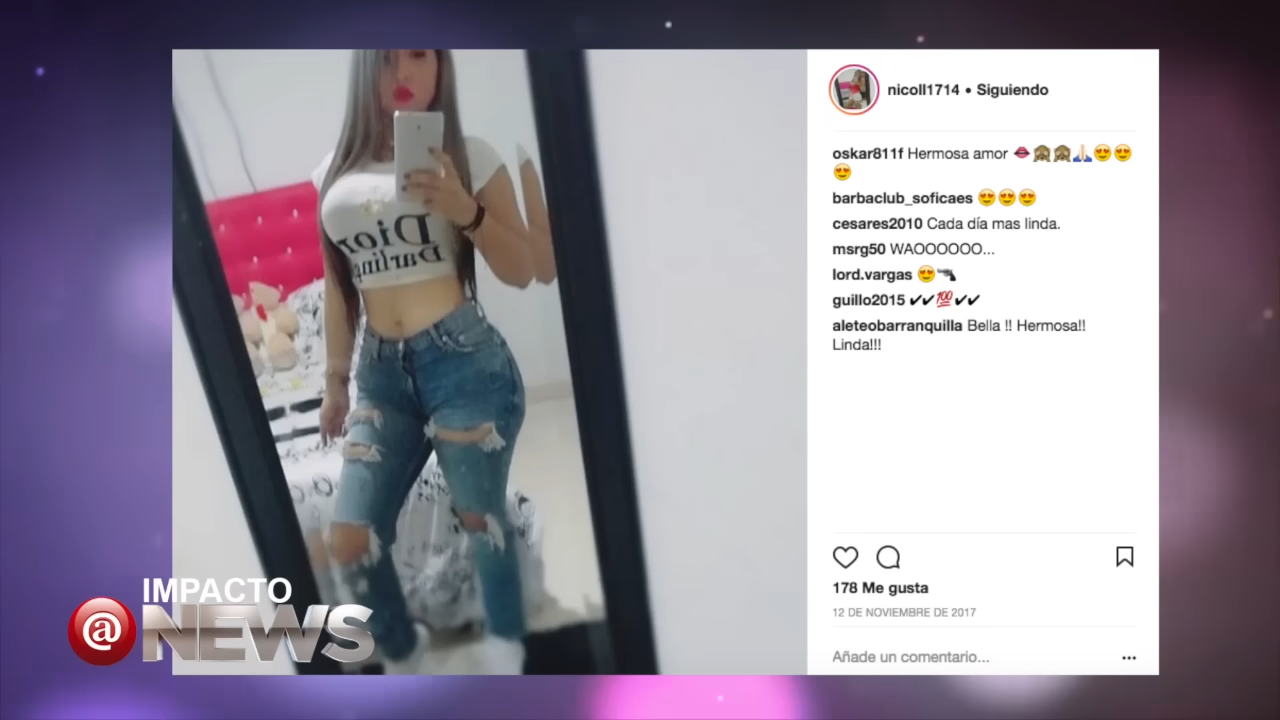 nicoll1714 • Siguiendo
oskar811f Hermosa amor 💋🙈🙈🙏🏻😍😍
😍
barbaclub_soficaes 😍😍😍
cesares2010 Cada día mas linda.
msrg50 WAOOOOOO...
lord.vargas 😍🔫
guillo2015 ✔✔💯✔✔
aleteobarranquilla Bella !! Hermosa!!
Linda!!!
178 Me gusta
12 DE NOVIEMBRE DE 2017
Añade un comentario...
Dior
Darling
IMPACTO
@NEWS